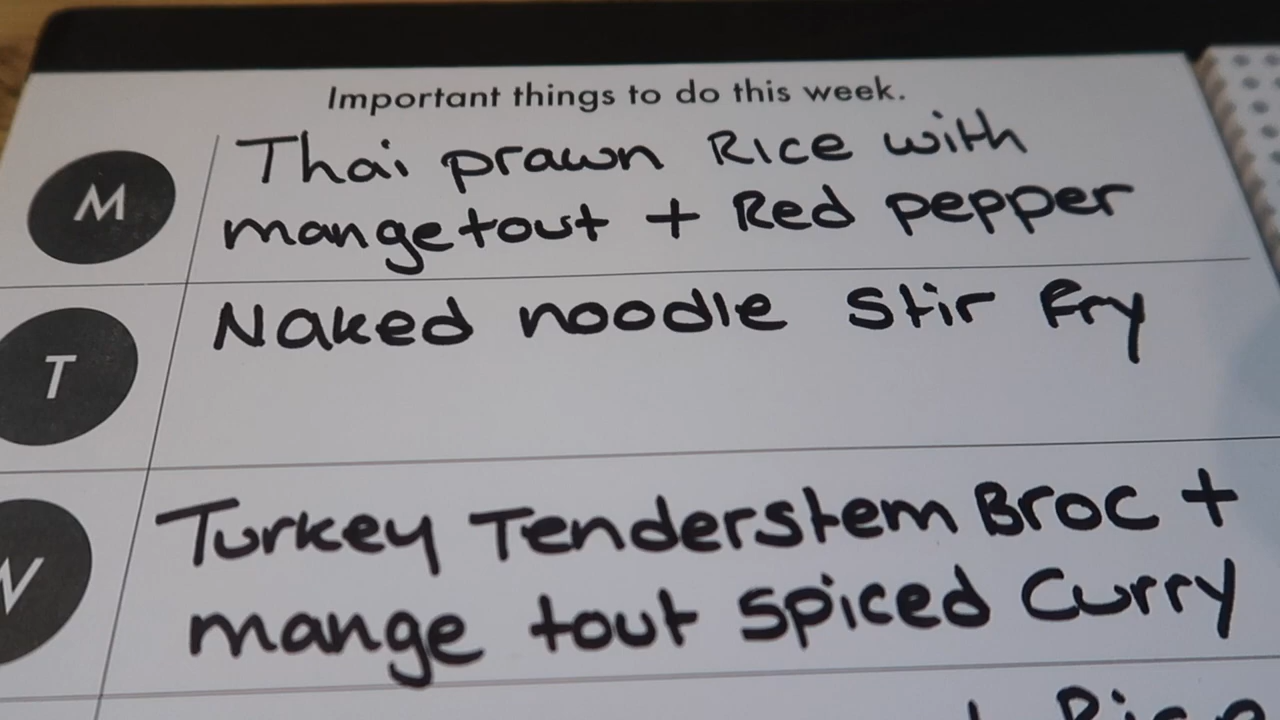 Important things to do this week.
M
Thai prawn Rice with
mangetout + Red pepper
T
Naked noodle Stir Fry
W
Turkey Tenderstem Broc +
mange tout Spiced Curry
Rice